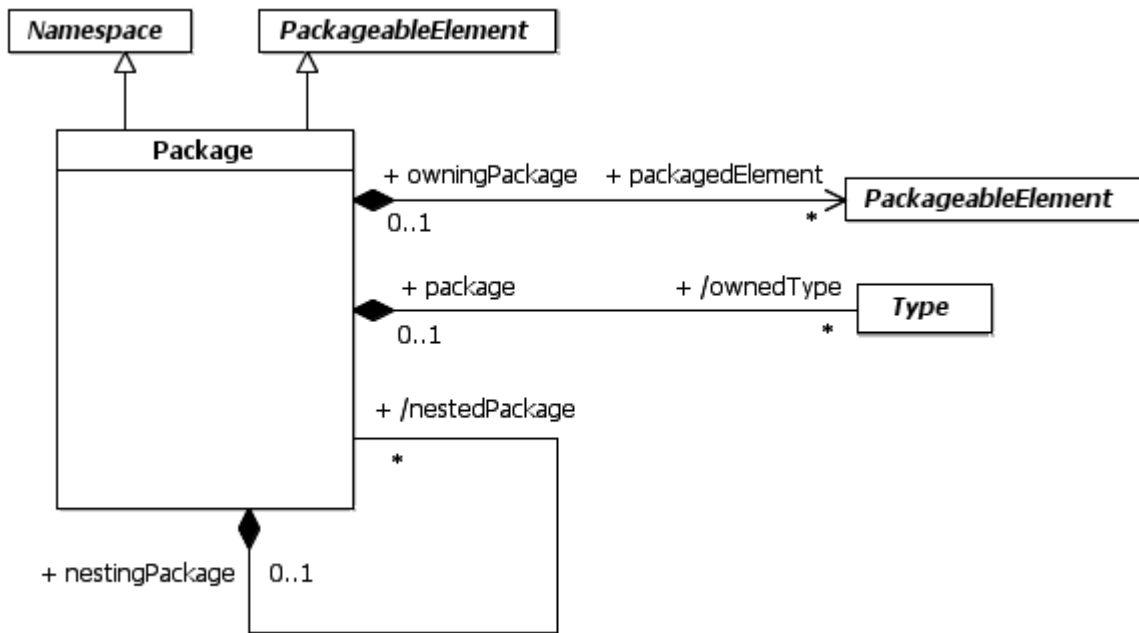 Namespace
PackageableElement
Package
+ owningPackage
+ packagedElement
0..1
*
PackageableElement
+ package
+ /ownedType
0..1
*
Type
+ /nestedPackage
*
+ nestingPackage
0..1